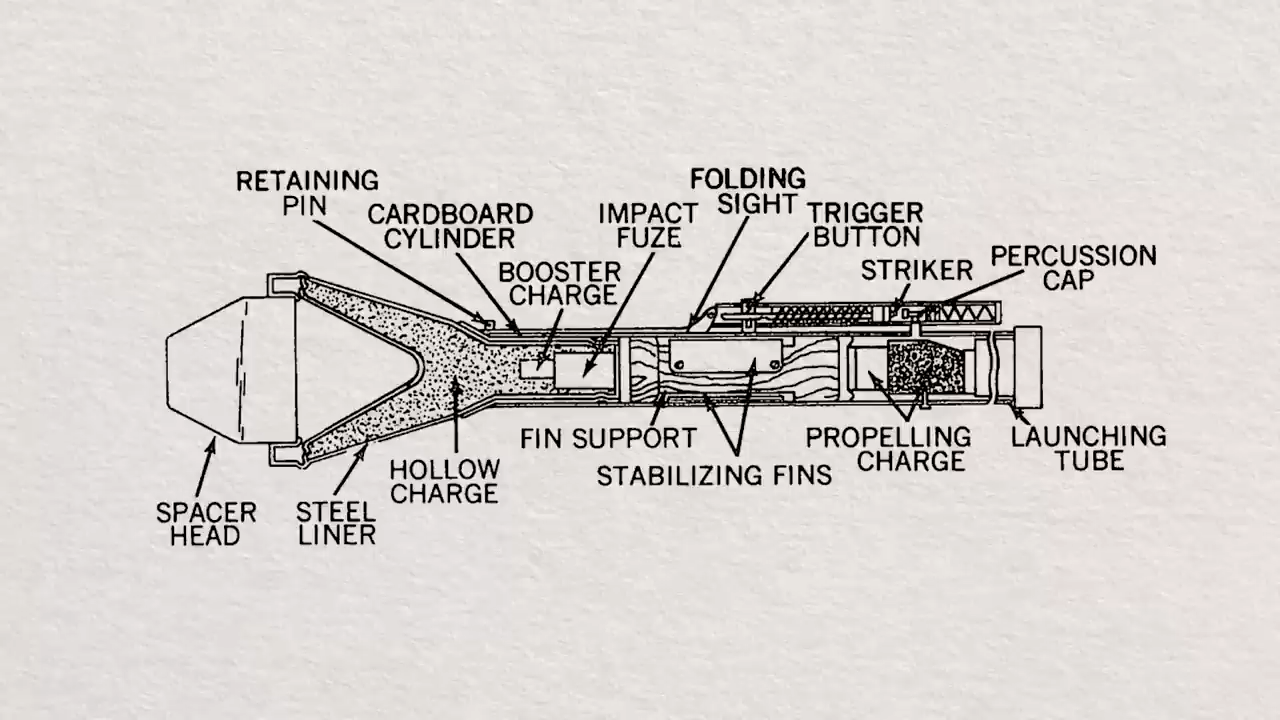 RETAINING
PIN
CARDBOARD
CYLINDER
BOOSTER
CHARGE
IMPACT
FUZE
FOLDING
SIGHT
TRIGGER
BUTTON
STRIKER
PERCUSSION
CAP
SPACER
HEAD
STEEL
LINER
HOLLOW
CHARGE
FIN SUPPORT
STABILIZING FINS
PROPELLING
CHARGE
LAUNCHING
TUBE